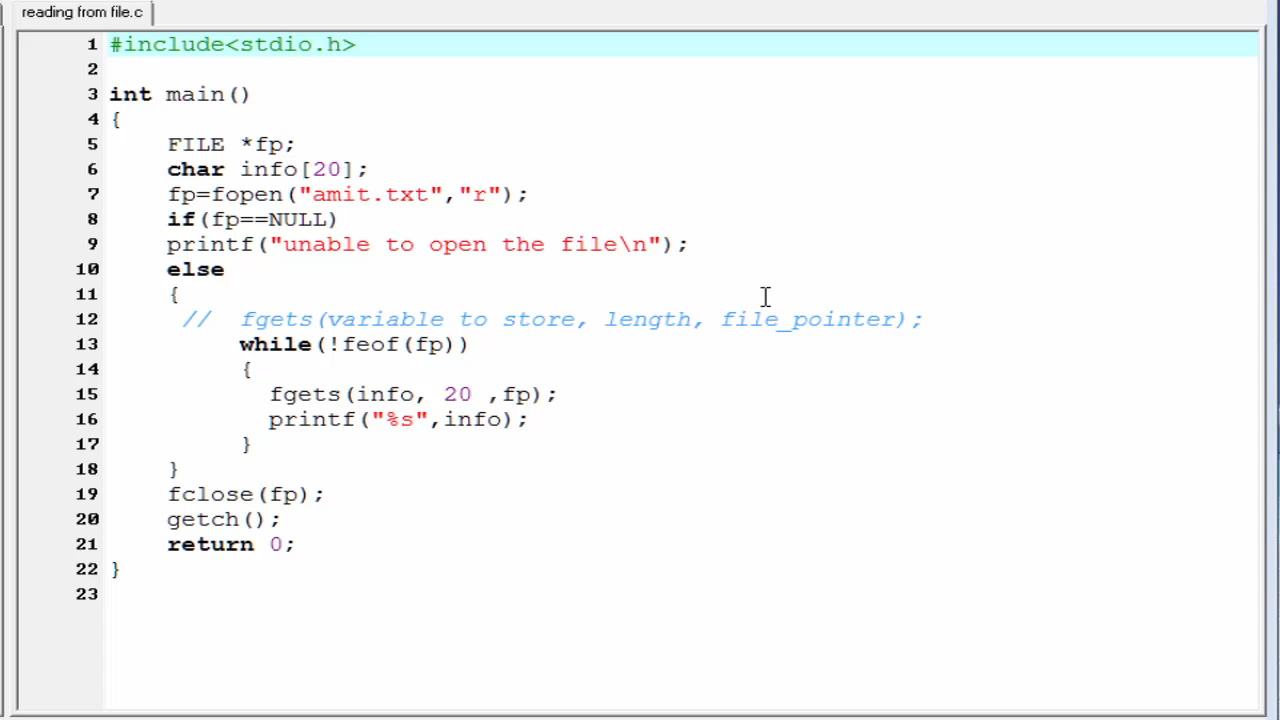 reading from file.c
1 #include<stdio.h>
2
3 int main()
4 {
5 FILE *fp;
6 char info[20];
7 fp=fopen("amit.txt","r");
8 if(fp==NULL)
9 printf("unable to open the file\n");
10 else
11 {
12 // fgets(variable to store, length, file_pointer);
13 while(!feof(fp))
14 {
15 fgets(info, 20 ,fp);
16 printf("%s",info);
17 }
18 }
19 fclose(fp);
20 getch();
21 return 0;
22 }
23